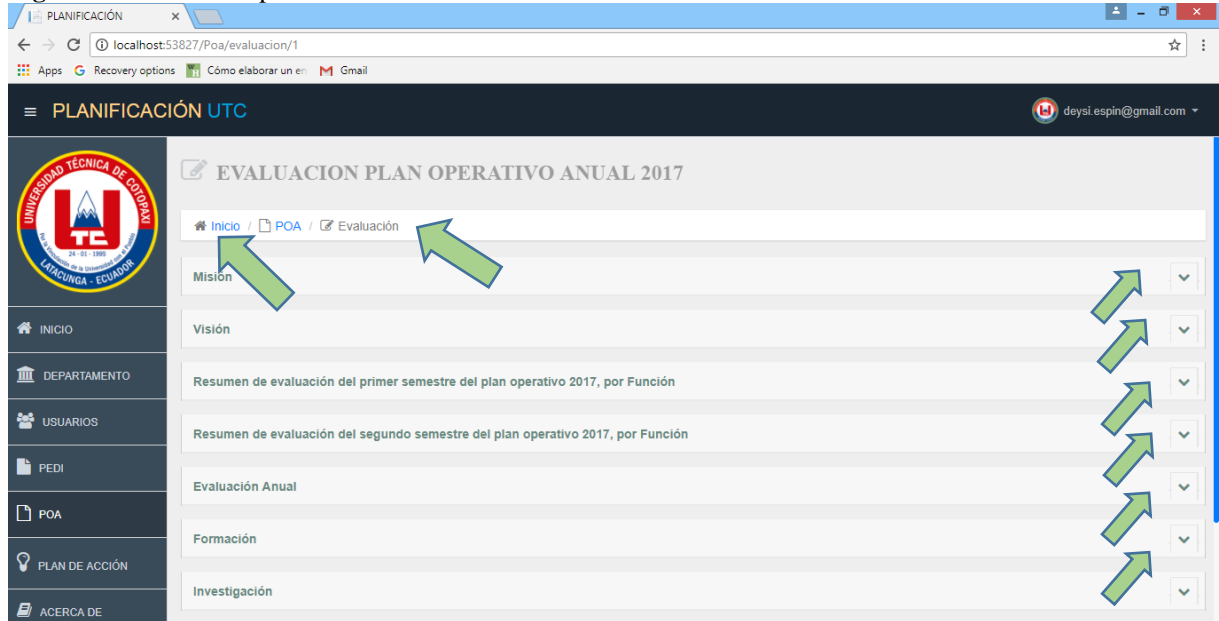 PLANIFICACIÓN
localhost:53827/Poa/evaluacion/1
Apps Recovery options Cómo elaborar un en Gmail
PLANIFICACIÓN UTC
deysi.espin@gmail.com
UNIVERSIDAD TÉCNICA DE COTOPAXI
UTC
24 - 01 - 1995
LATACUNGA - ECUADOR
EVALUACION PLAN OPERATIVO ANUAL 2017
Inicio / POA / Evaluación
Misión
Visión
Resumen de evaluación del primer semestre del plan operativo 2017, por Función
Resumen de evaluación del segundo semestre del plan operativo 2017, por Función
Evaluación Anual
Formación
Investigación
INICIO
DEPARTAMENTO
USUARIOS
PEDI
POA
PLAN DE ACCIÓN
ACERCA DE